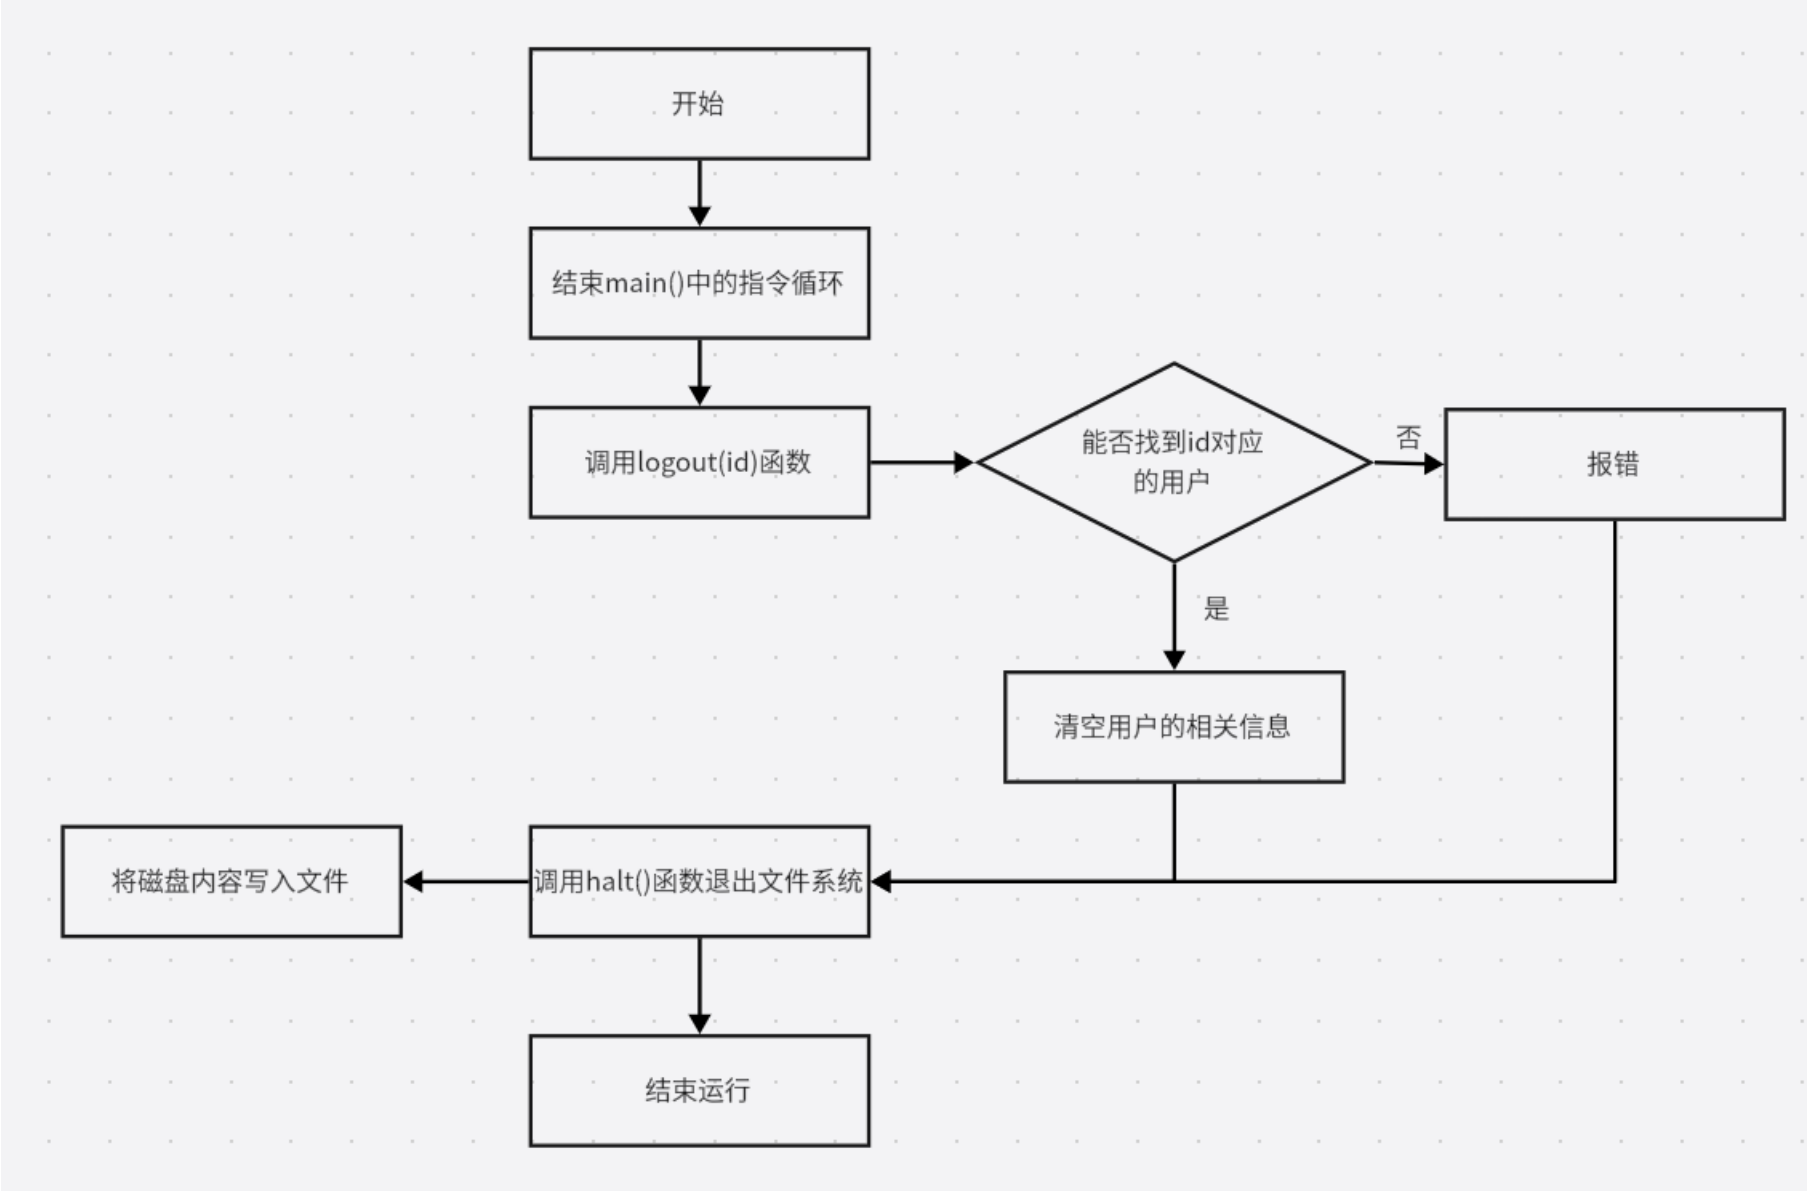 开始
结束main()中的指令循环
调用logout(id)函数
能否找到id对应
的用户
否
报错
是
清空用户的相关信息
将磁盘内容写入文件
调用halt()函数退出文件系统
结束运行